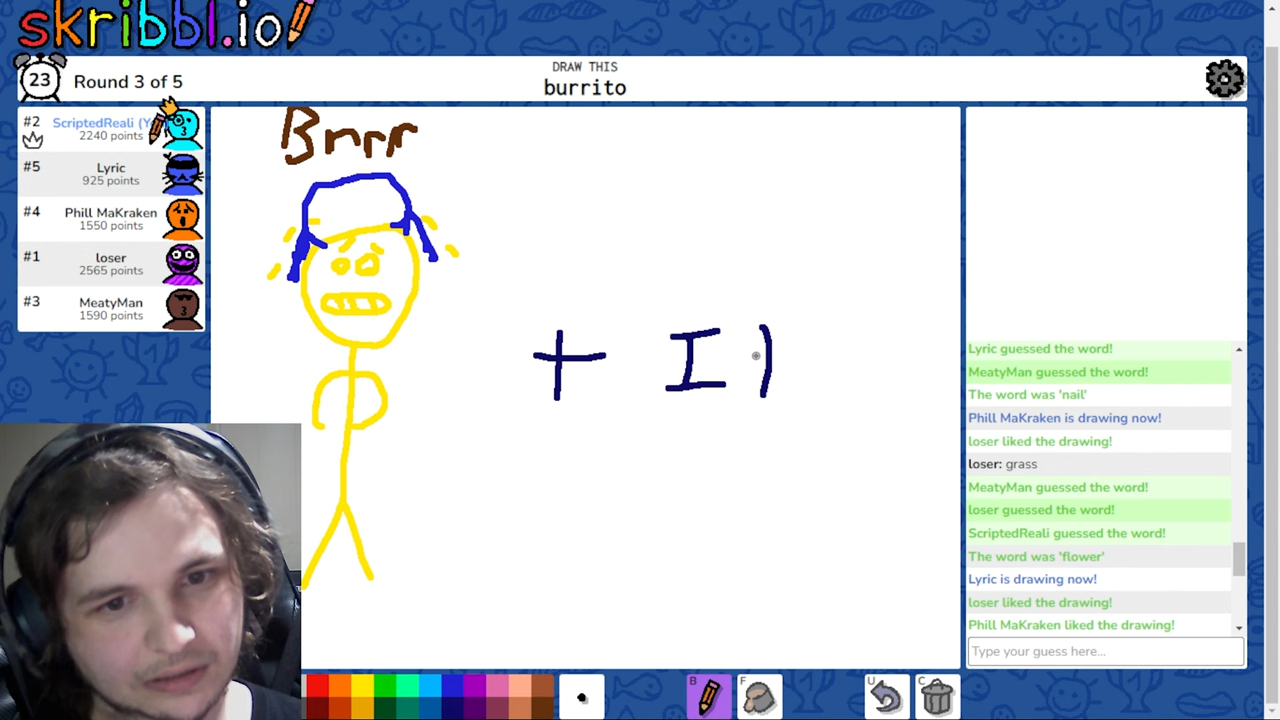 skribbl.io
23
Round 3 of 5
DRAW THIS
burrito
#2
ScriptedReali (Y
2240 points
#5
Lyric
925 points
#4
Phill MaKraken
1550 points
#1
loser
2565 points
#3
MeatyMan
1590 points
Brrr
+ I)
Lyric guessed the word!
MeatyMan guessed the word!
The word was 'nail'
Phill MaKraken is drawing now!
loser liked the drawing!
loser: grass
MeatyMan guessed the word!
loser guessed the word!
ScriptedReali guessed the word!
The word was 'flower'
Lyric is drawing now!
loser liked the drawing!
Phill MaKraken liked the drawing!
Type your guess here...
B
F
U
C